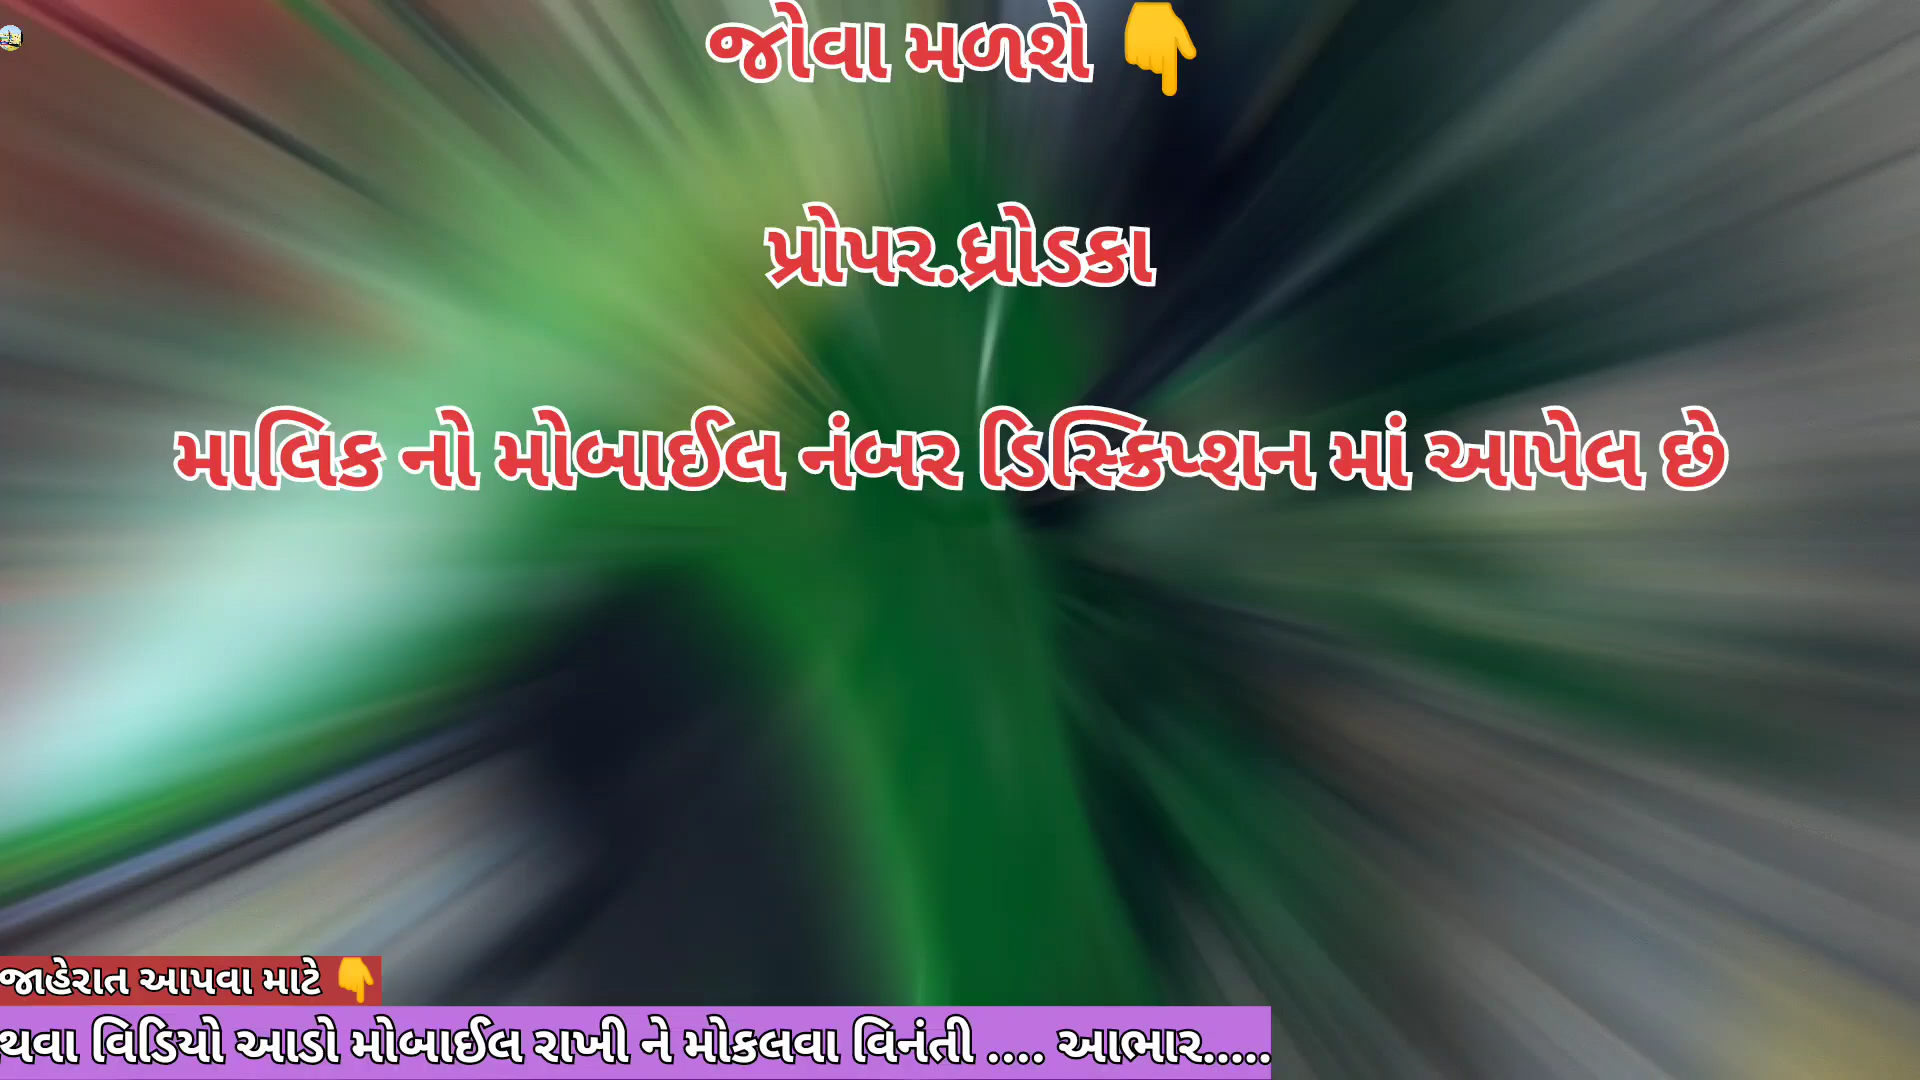 જોવા મળશે 👇
પ્રોપર.ધ્રોડકા
માલિક નો મોબાઈલ નંબર ડિસ્ક્રિપ્શન માં આપેલ છે
જાહેરાત આપવા માટે 👇
થવા વિડિયો આડો મોબાઈલ રાખી ને મોકલવા વિનંતી .... આભાર.....